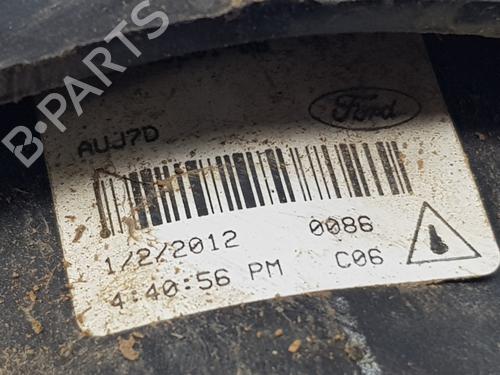 Ford
AUJ7D
1/2/2012 0086
4:40:56 PM C06
B-PARTS